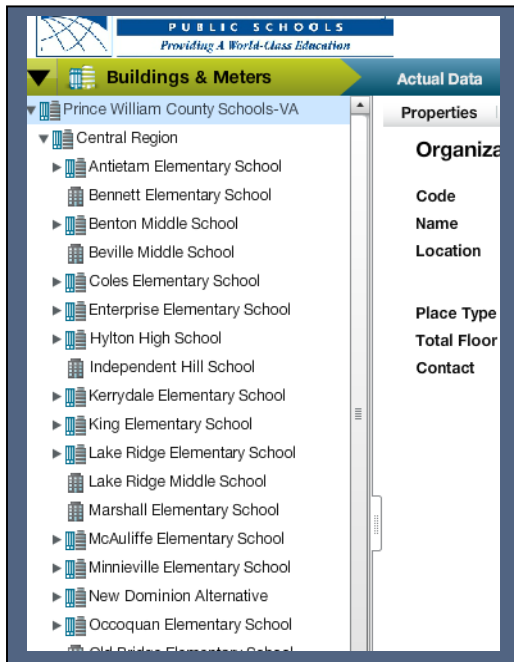 PUBLIC SCHOOLS
Providing A World-Class Education
Buildings & Meters
Actual Data
Prince William County Schools-VA
Properties
Central Region
Organiza
Antietam Elementary School
Bennett Elementary School
Code
Benton Middle School
Name
Beville Middle School
Location
Coles Elementary School
Enterprise Elementary School
Place Type
Hylton High School
Total Floor
Independent Hill School
Contact
Kerrydale Elementary School
King Elementary School
Lake Ridge Elementary School
Lake Ridge Middle School
Marshall Elementary School
McAuliffe Elementary School
Minnieville Elementary School
New Dominion Alternative
Occoquan Elementary School
Old Bridge Elementary School